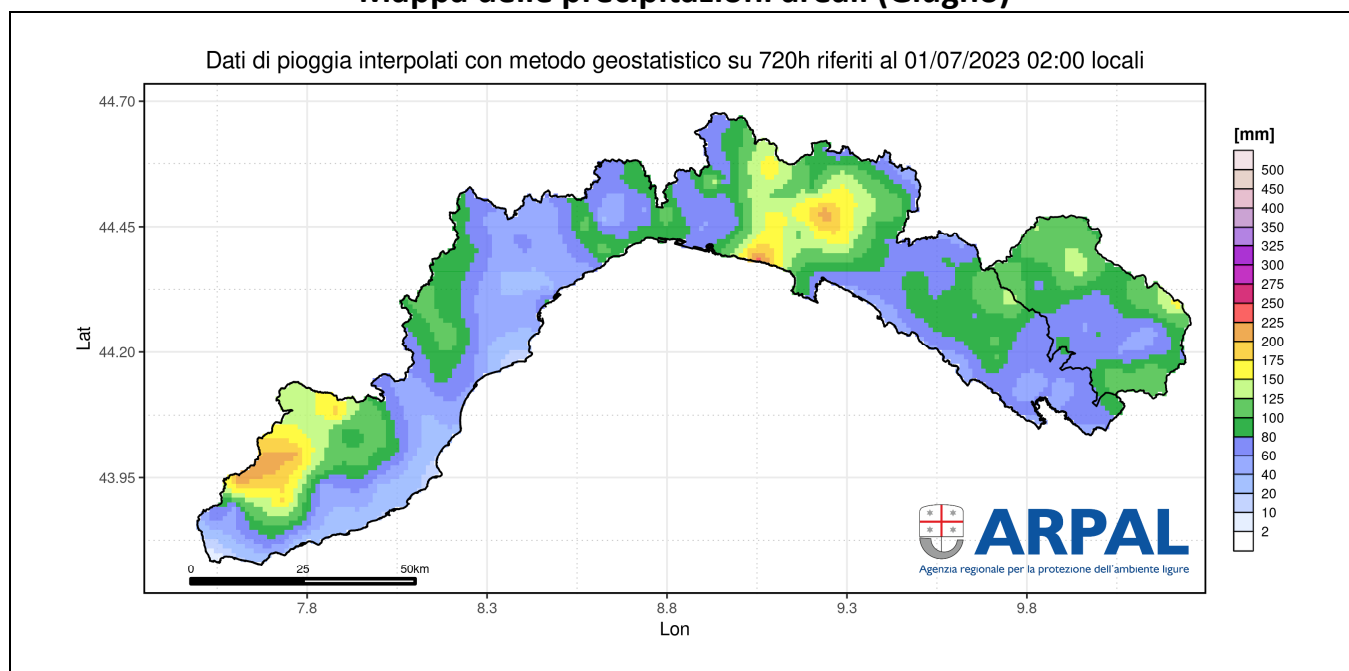 Mappa delle precipitazioni areali (Giugno)
Dati di pioggia interpolati con metodo geostatistico su 720h riferiti al 01/07/2023 02:00 locali
[mm]
500
450
400
350
325
300
275
250
225
200
175
150
125
100
80
60
40
20
10
2
44.70
44.45
44.20
43.95
Lat
0 25 50km
ARPAL
Agenzia regionale per la protezione dell'ambiente ligure
7.8 8.3 8.8 9.3 9.8
Lon